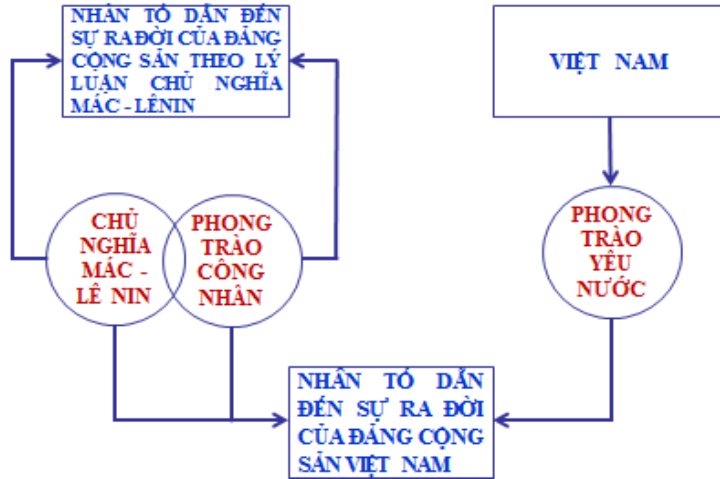 NHÂN TỐ DẪN ĐẾN
SỰ RA ĐỜI CỦA ĐẢNG
CỘNG SẢN THEO LÝ
LUẬN CHỦ NGHĨA
MÁC - LÊNIN
VIỆT NAM
CHỦ
NGHĨA
MÁC -
LÊ NIN
PHONG
TRÀO
CÔNG
NHÂN
PHONG
TRÀO
YÊU
NƯỚC
NHÂN TỐ DẪN
ĐẾN SỰ RA ĐỜI
CỦA ĐẢNG CỘNG
SẢN VIỆT NAM